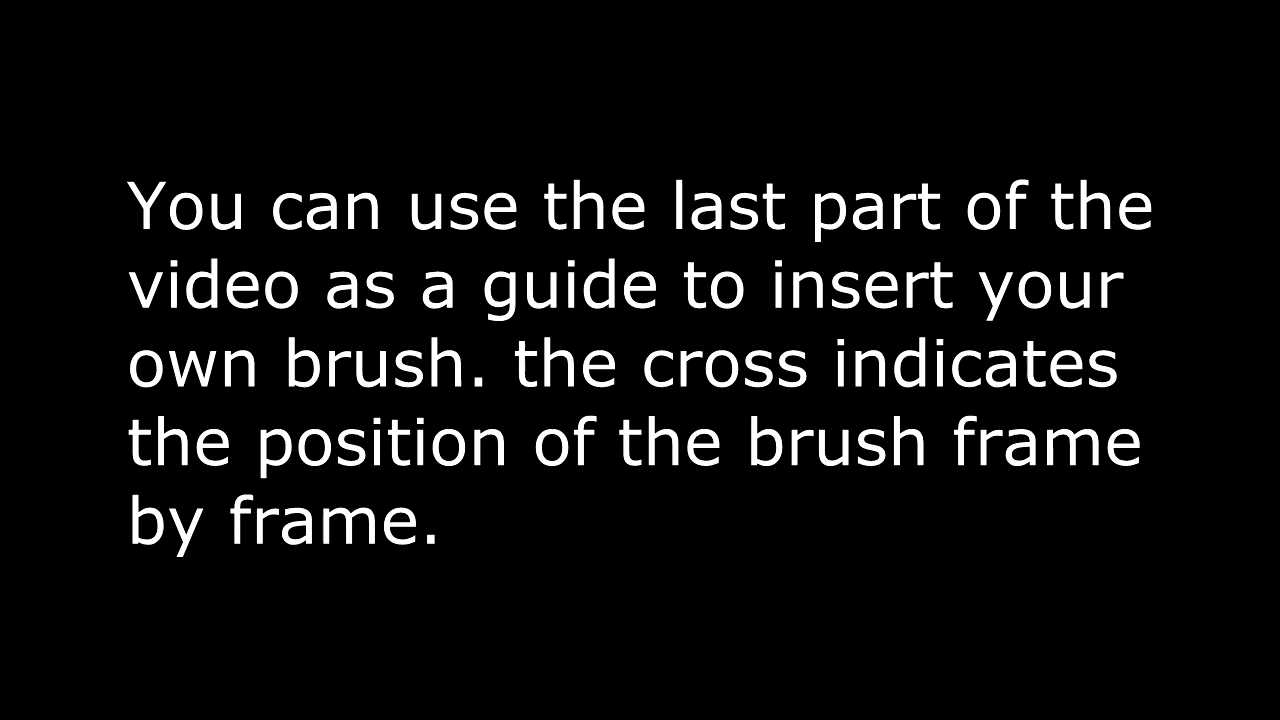 You can use the last part of the
video as a guide to insert your
own brush. the cross indicates
the position of the brush frame
by frame.